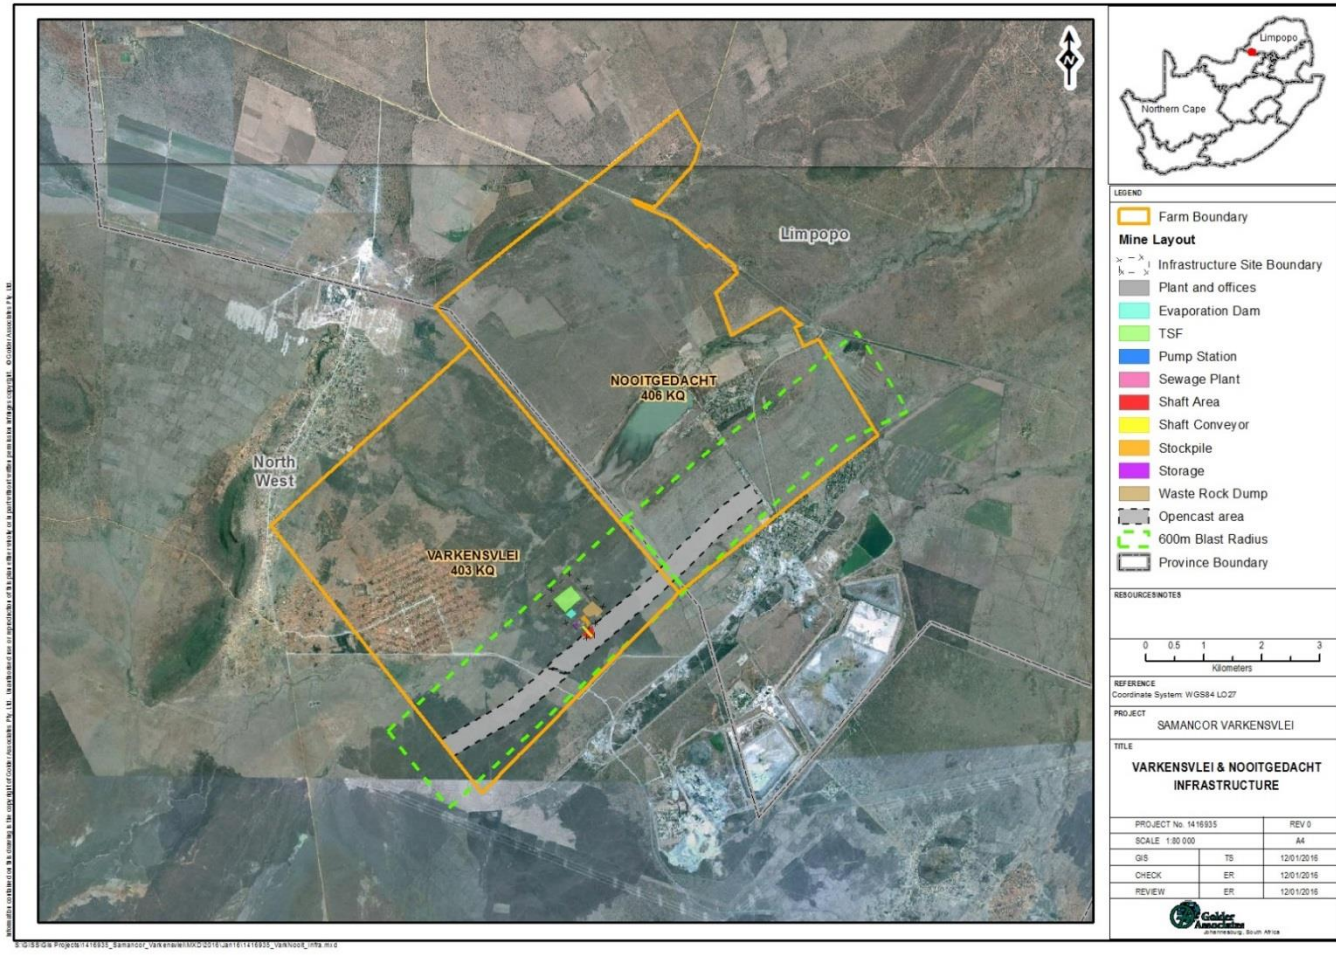 N
Limpopo
North
West
NOOITGEDACHT
406 KQ
VARKENSVLEI
403 KQ
Limpopo
Northern Cape
LEGEND
Farm Boundary
Mine Layout
Infrastructure Site Boundary
Plant and offices
Evaporation Dam
TSF
Pump Station
Sewage Plant
Shaft Area
Shaft Conveyor
Stockpile
Storage
Waste Rock Dump
Opencast area
600m Blast Radius
Province Boundary
RESOURCES\NOTES
0 0.5 1 2 3
Kilometers
REFERENCE
Coordinate System: WGS84 LO27
PROJECT
SAMANCOR VARKENSVLEI
TITLE
VARKENSVLEI & NOOITGEDACHT
INFRASTRUCTURE
PROJECT No. 1416935 REV 0
SCALE 1:80 000 A4
GIS TS 12/01/2016
CHECK ER 12/01/2016
REVIEW ER 12/01/2016
Golder
Associates
Johannesburg, South Africa